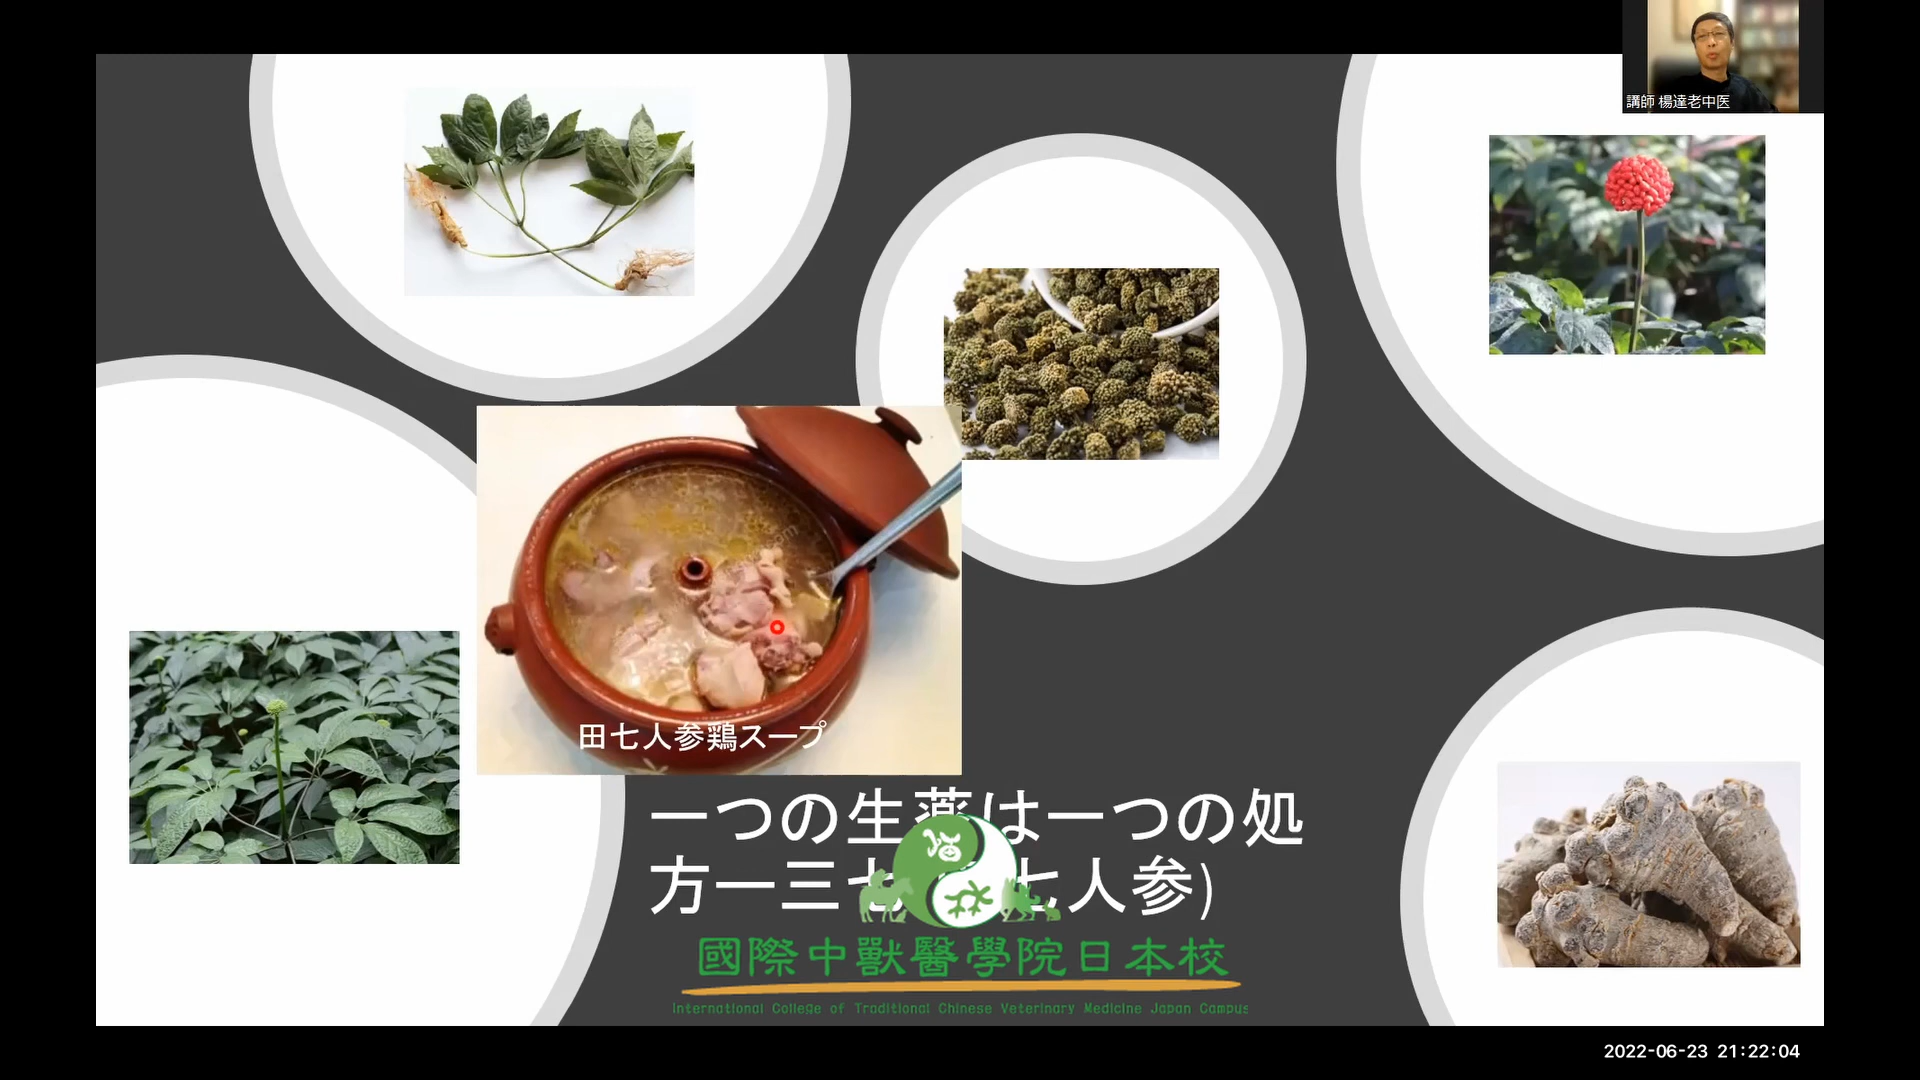 講師 楊達老中医
田七人参鶏スープ
一つの生薬は一つの処
方ー三七
七人参)
國際中獸醫學院日本校
International College of Traditional Chinese Veterinary Medicine Japan Campus
2022-06-23 21:22:04